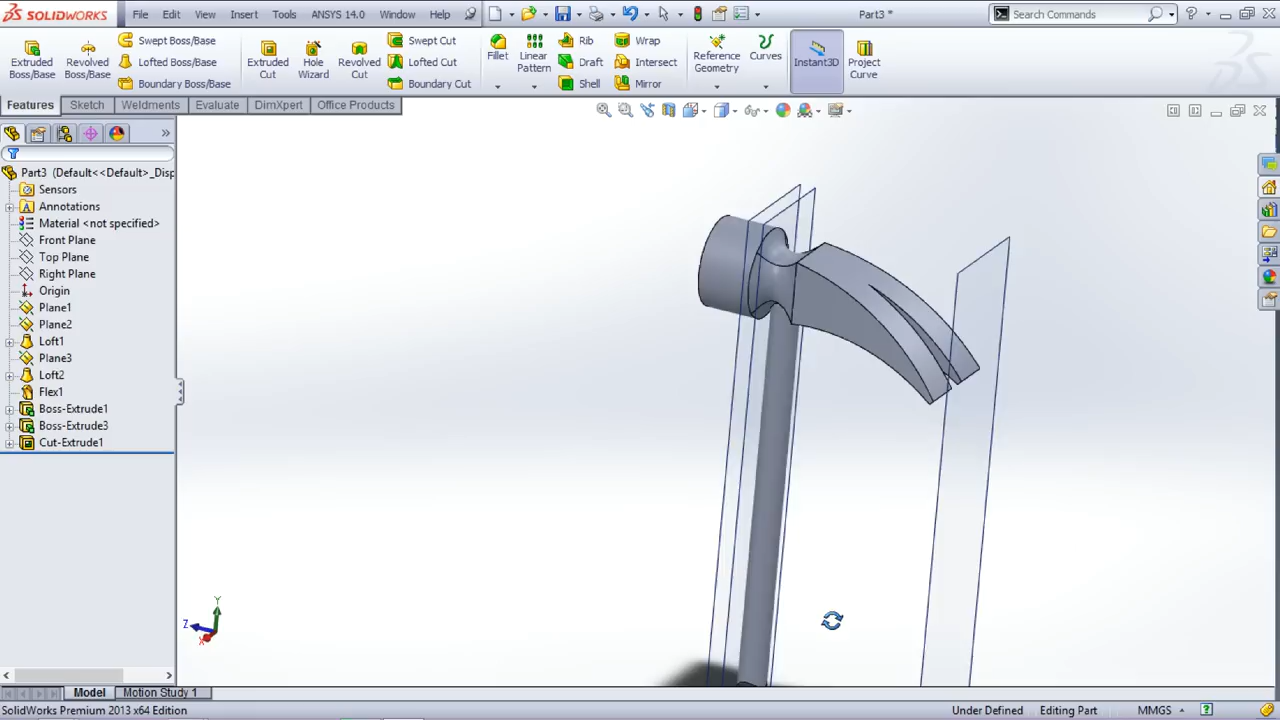 SOLIDWORKS File Edit View Insert Tools ANSYS 14.0 Window Help Part3 * Search Commands
Extruded Boss/Base Revolved Boss/Base Swept Boss/Base Lofted Boss/Base Boundary Boss/Base Extruded Cut Hole Wizard Revolved Cut Swept Cut Lofted Cut Boundary Cut Fillet Linear Pattern Rib Draft Shell Wrap Intersect Mirror Reference Geometry Curves Instant3D Project Curve
Features Sketch Weldments Evaluate DimXpert Office Products
Part3 (Default<<Default>_Disp
Sensors
Annotations
Material <not specified>
Front Plane
Top Plane
Right Plane
Origin
Plane1
Plane2
Loft1
Plane3
Loft2
Flex1
Boss-Extrude1
Boss-Extrude3
Cut-Extrude1
Y
Z
X
Model Motion Study 1
SolidWorks Premium 2013 x64 Edition Under Defined Editing Part MMGS